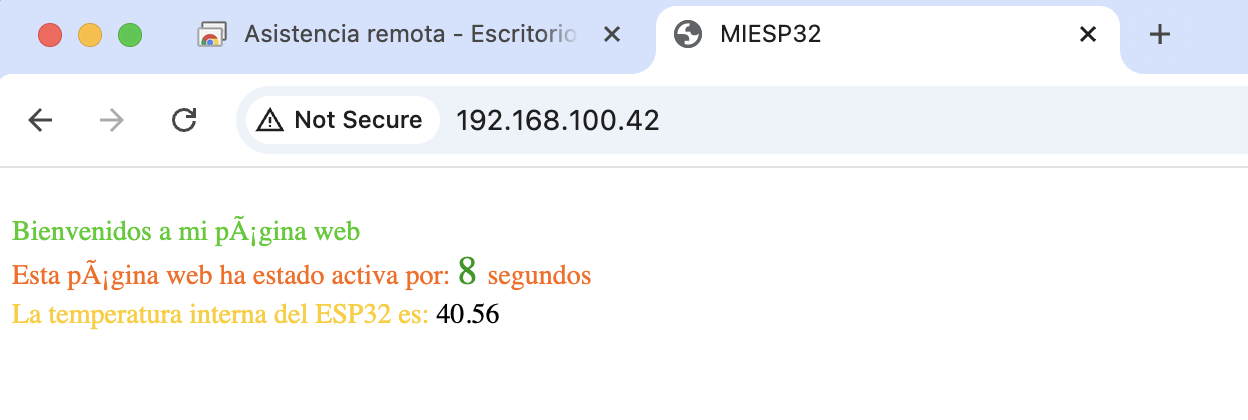 Asistencia remota - Escritorio
MIESP32
Not Secure
192.168.100.42
Bienvenidos a mi pÃ¡gina web
Esta pÃ¡gina web ha estado activa por: 8 segundos
La temperatura interna del ESP32 es: 40.56